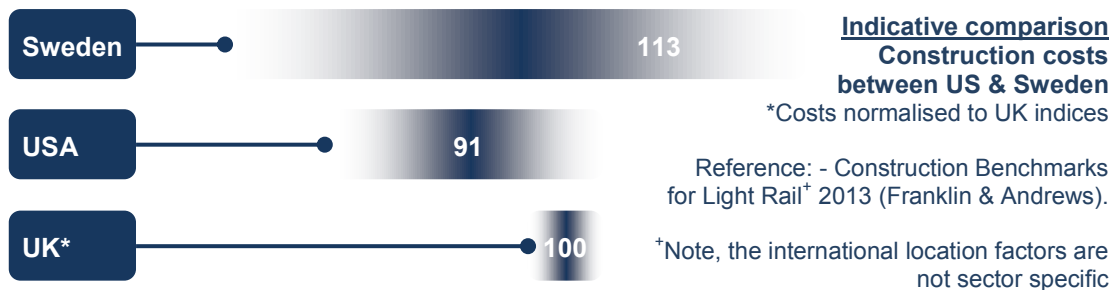 Sweden
113
USA
91
UK*
100
Indicative comparison
Construction costs
between US & Sweden
*Costs normalised to UK indices
Reference: - Construction Benchmarks
for Light Rail⁺ 2013 (Franklin & Andrews).
⁺Note, the international location factors are
not sector specific